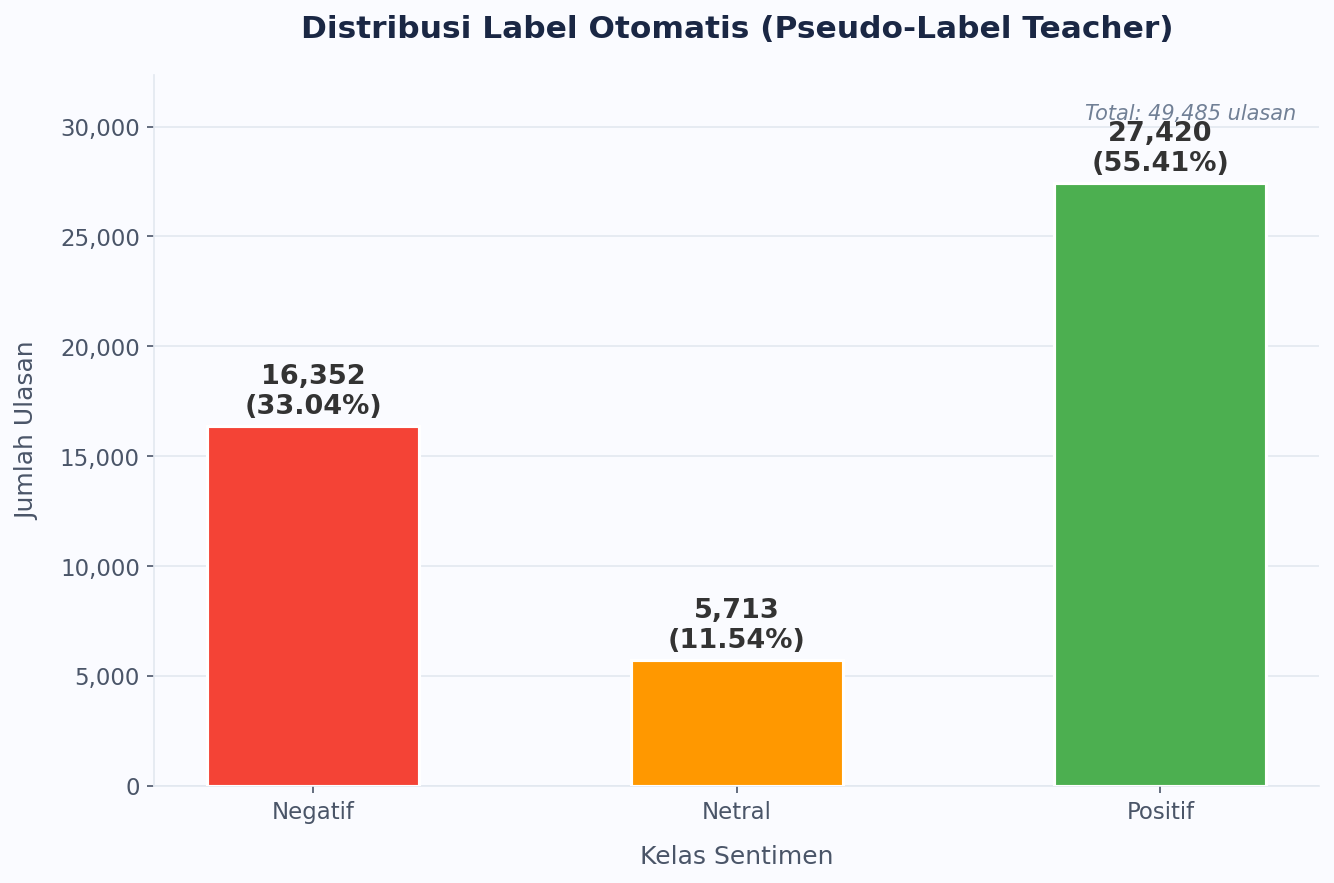 Distribusi Label Otomatis (Pseudo-Label Teacher)
Total: 49,485 ulasan
30,000
25,000
20,000
15,000
10,000
5,000
0
Jumlah Ulasan
16,352
(33.04%)
5,713
(11.54%)
27,420
(55.41%)
Negatif
Netral
Positif
Kelas Sentimen